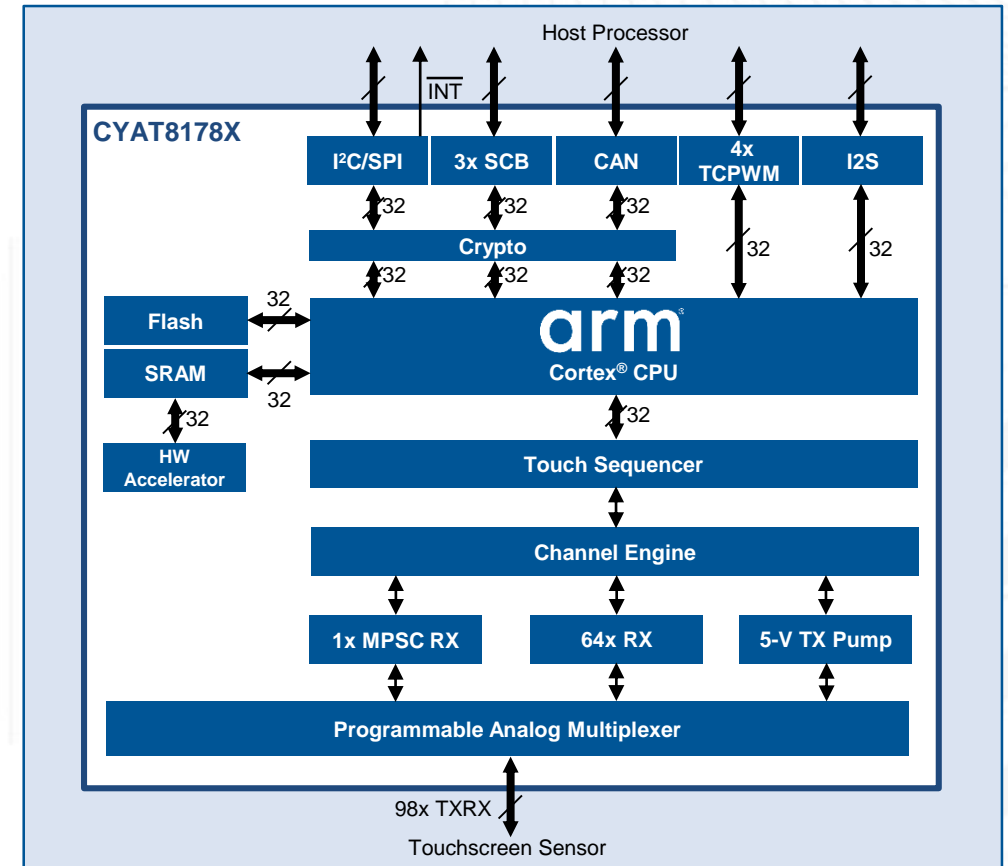 Host Processor
INT
CYAT8178X
I²C/SPI
3x SCB
CAN
4x
TCPWM
I2S
32
32
32
32
32
Crypto
32
32
32
Flash
32
arm®
Cortex® CPU
SRAM
32
32
32
HW
Accelerator
Touch Sequencer
Channel Engine
1x MPSC RX
64x RX
5-V TX Pump
Programmable Analog Multiplexer
98x TXRX
Touchscreen Sensor